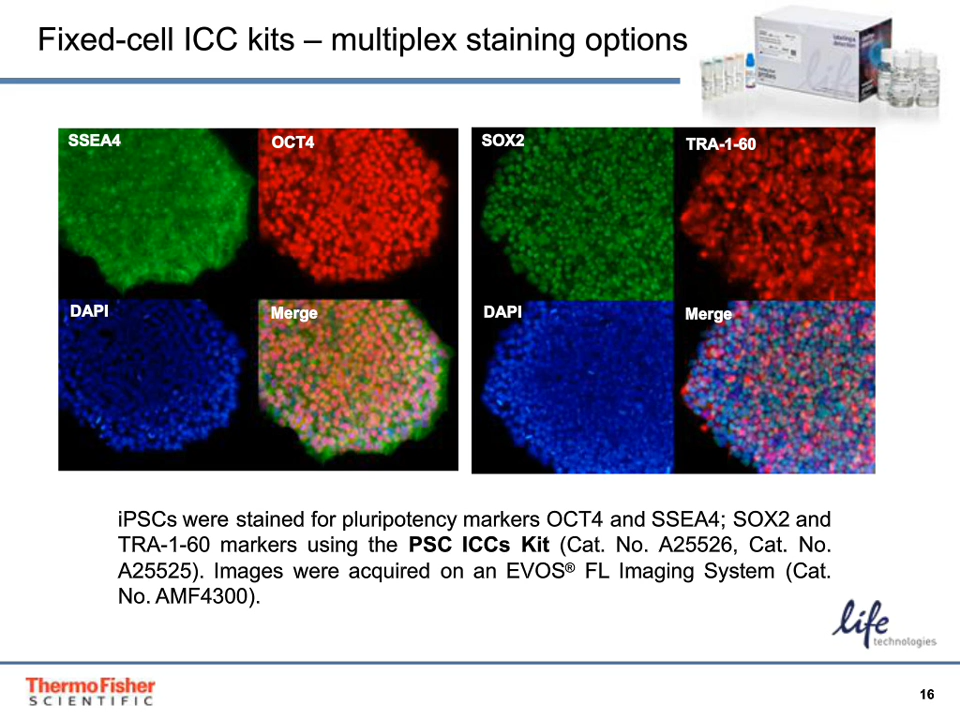 Fixed-cell ICC kits – multiplex staining options
life
SSEA4
OCT4
DAPI
Merge
SOX2
TRA-1-60
DAPI
Merge
iPSCs were stained for pluripotency markers OCT4 and SSEA4; SOX2 and
TRA-1-60 markers using the PSC ICCs Kit (Cat. No. A25526, Cat. No.
A25525). Images were acquired on an EVOS® FL Imaging System (Cat.
No. AMF4300).
life
technologies
ThermoFisher
SCIENTIFIC
16